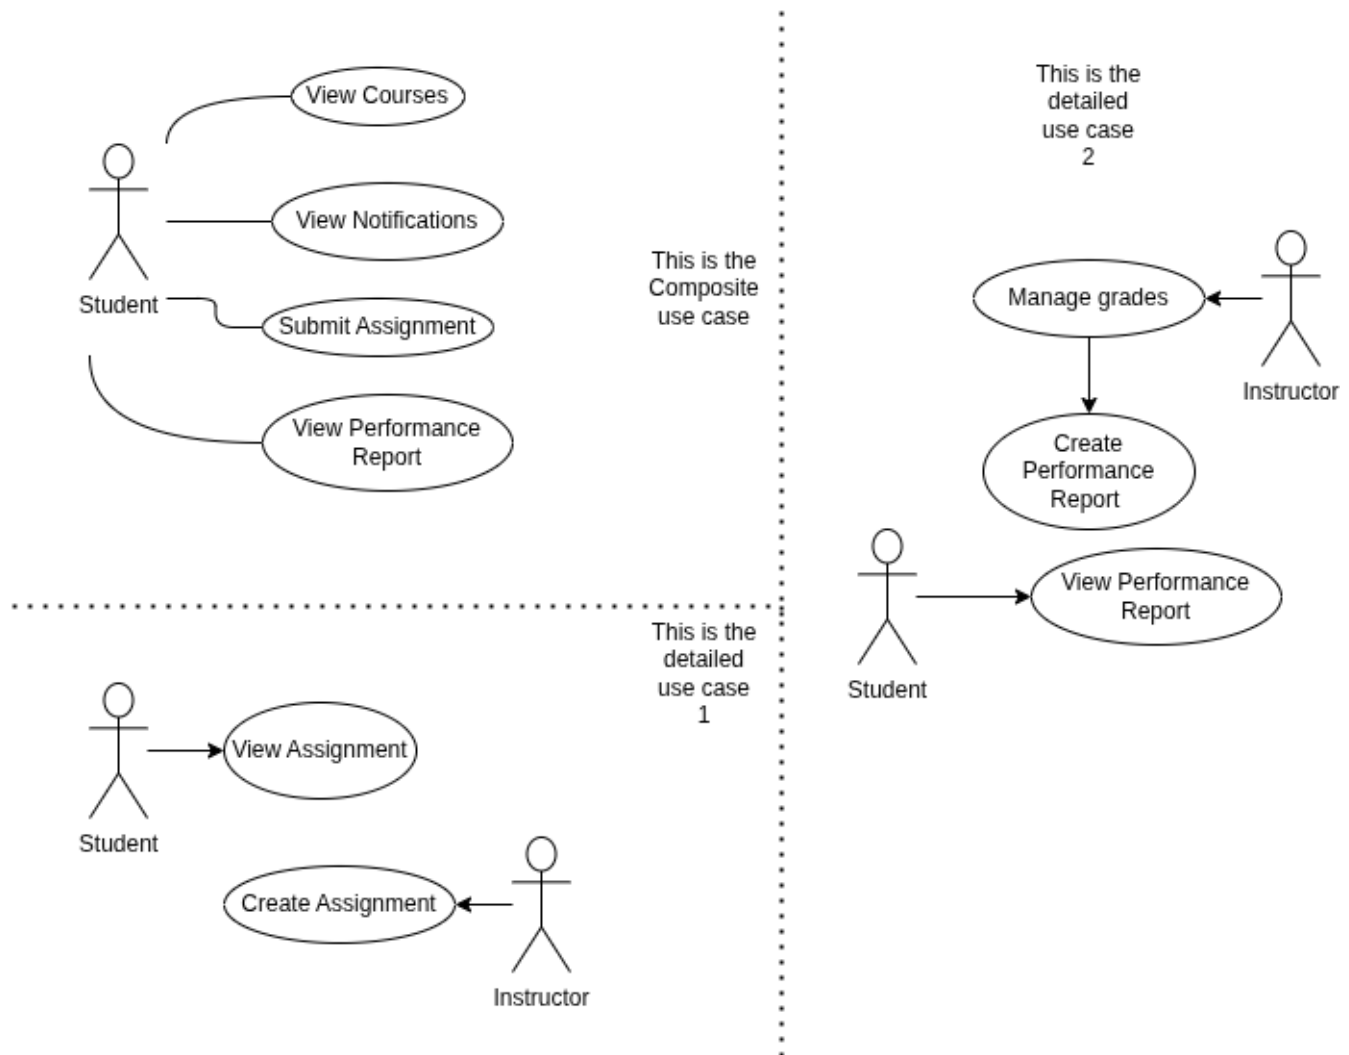 View Courses
View Notifications
Student
Submit Assignment
View Performance
Report
This is the
Composite
use case
This is the
detailed
use case
1
Student
View Assignment
Create Assignment
Instructor
This is the
detailed
use case
2
Manage grades
Instructor
Create
Performance
Report
View Performance
Report
Student